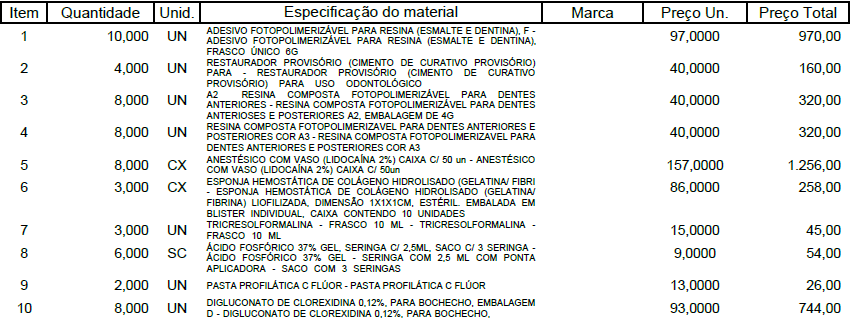 Item Quantidade Unid. Especificação do material Marca Preço Un. Preço Total
1 10,000 UN ADESIVO FOTOPOLIMERIZÁVEL PARA RESINA (ESMALTE E DENTINA), F - 97,0000 970,00
ADESIVO FOTOPOLIMERIZÁVEL PARA RESINA (ESMALTE E DENTINA),
FRASCO ÚNICO 6G
2 4,000 UN RESTAURADOR PROVISÓRIO (CIMENTO DE CURATIVO PROVISÓRIO) 40,0000 160,00
PARA - RESTAURADOR PROVISÓRIO (CIMENTO DE CURATIVO
PROVISÓRIO) PARA USO ODONTOLÓGICO
3 8,000 UN A2 RESINA COMPOSTA FOTOPOLIMERIZÁVEL PARA DENTES 40,0000 320,00
ANTERIORES - RESINA COMPOSTA FOTOPOLIMERIZÁVEL PARA DENTES
ANTERIOSES E POSTERIORES A2, EMBALAGEM DE 4G
4 8,000 UN RESINA COMPOSTA FOTOPOLIMERIZAVEL PARA DENTES ANTERIORES E 40,0000 320,00
POSTERIORES COR A3 - RESINA COMPOSTA FOTOPOLIMERIZAVEL PARA
DENTES ANTERIORES E POSTERIORES COR A3
5 8,000 CX ANESTÉSICO COM VASO (LIDOCAÍNA 2%) CAIXA C/ 50 un - ANESTÉSICO 157,0000 1.256,00
COM VASO (LIDOCAÍNA 2%) CAIXA C/ 50un
6 3,000 CX ESPONJA HEMOSTÁTICA DE COLÁGENO HIDROLISADO (GELATINA/ FIBRI 86,0000 258,00
- ESPONJA HEMOSTÁTICA DE COLÁGENO HIDROLISADO (GELATINA/
FIBRINA) LIOFILIZADA, DIMENSÃO 1X1X1CM, ESTÉRIL. EMBALADA EM
BLISTER INDIVIDUAL, CAIXA CONTENDO 10 UNIDADES
7 3,000 UN TRICRESOLFORMALINA - FRASCO 10 ML - TRICRESOLFORMALINA - 15,0000 45,00
FRASCO 10 ML
8 6,000 SC ÁCIDO FOSFÓRICO 37% GEL, SERINGA C/ 2,5ML, SACO C/ 3 SERINGA - 9,0000 54,00
ÁCIDO FOSFÓRICO 37% GEL - SERINGA COM 2,5 ML COM PONTA
APLICADORA - SACO COM 3 SERINGAS
9 2,000 UN PASTA PROFILÁTICA C FLÚOR - PASTA PROFILÁTICA C FLÚOR 13,0000 26,00
10 8,000 UN DIGLUCONATO DE CLOREXIDINA 0,12%, PARA BOCHECHO, EMBALAGEM 93,0000 744,00
D - DIGLUCONATO DE CLOREXIDINA 0,12%, PARA BOCHECHO,